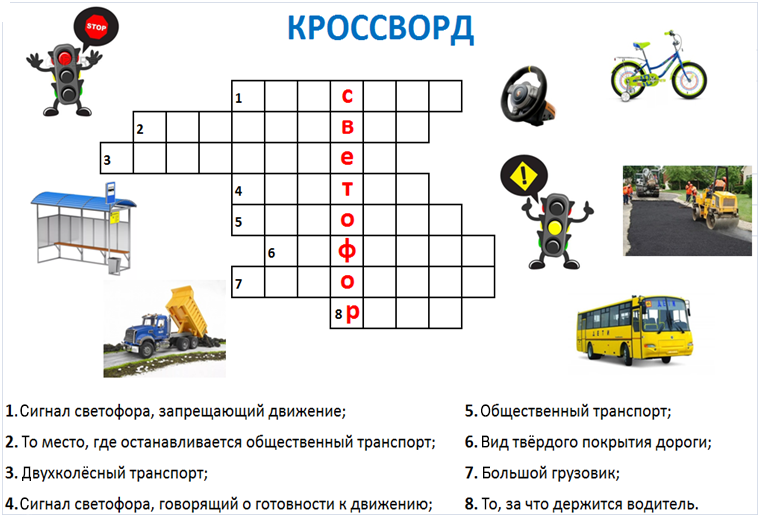 КРОССВОРД
STOP
1 с
2 в
3 е
4 т
5 о
6 ф
7 о
8 р
!
ДЕТИ
1. Сигнал светофора, запрещающий движение;
2. То место, где останавливается общественный транспорт;
3. Двухколёсный транспорт;
4. Сигнал светофора, говорящий о готовности к движению;
5. Общественный транспорт;
6. Вид твёрдого покрытия дороги;
7. Большой грузовик;
8. То, за что держится водитель.